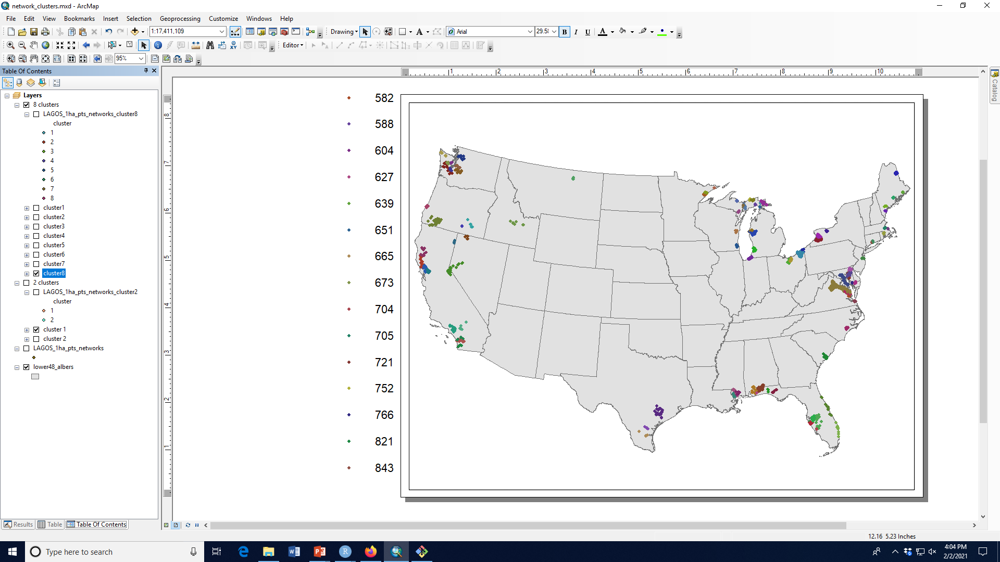 network_clusters.mxd - ArcMap
File Edit View Bookmarks Insert Selection Geoprocessing Customize Windows Help
1:17,411,109 Drawing A Arial 29.5 B I U A
Editor
95%
Table Of Contents
Layers
8 clusters
LAGOS_1ha_pts_networks_cluster8
cluster
1
2
3
4
5
6
7
8
cluster1
cluster2
cluster3
cluster4
cluster5
cluster6
cluster7
cluster8
2 clusters
LAGOS_1ha_pts_networks_cluster2
cluster
1
2
cluster 1
cluster 2
LAGOS_1ha_pts_networks
lower48_albers
Results Table Table Of Contents
1 2 3 4 5 6 7 8 9 10
8
7
6
5
4
3
2
1
582
588
604
627
639
651
665
673
704
705
721
752
766
821
843
Catalog
12.16 5.23 Inches
Type here to search
4:04 PM
2/2/2021